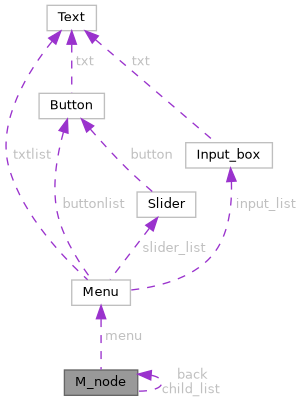 Text
txt
txt
Button
txtlist
button
Input_box
buttonlist
Slider
input_list
slider_list
Menu
menu
M_node
back
child_list